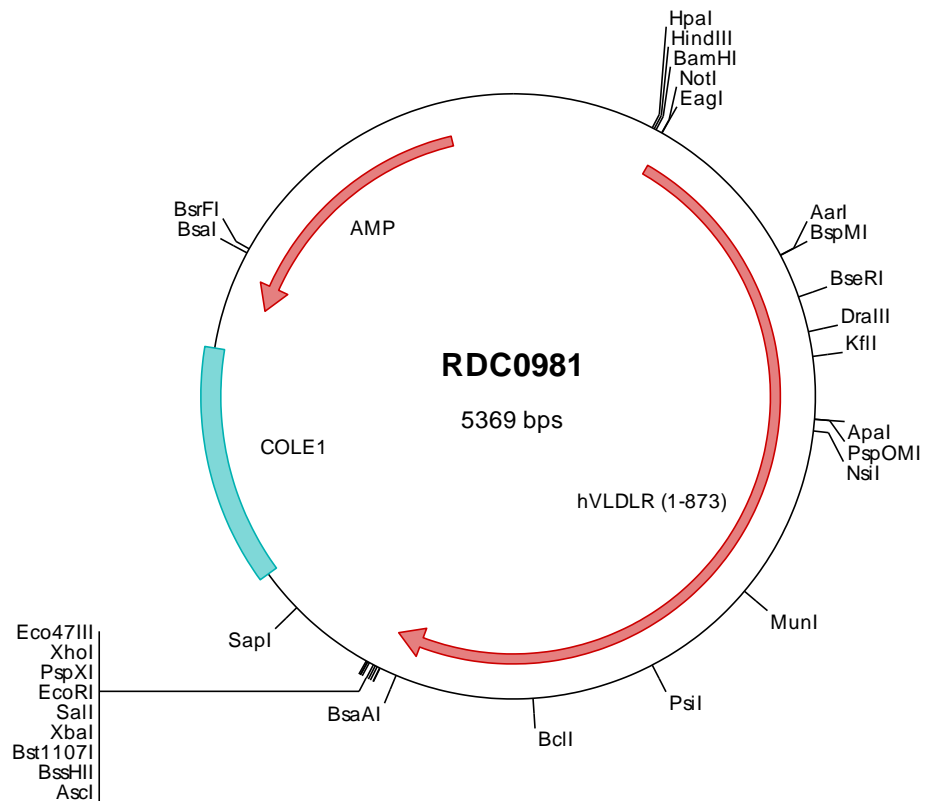 HpaI
HindIII
BamHI
NotI
EagI
BsrFI
BsaI
AMP
AarI
BspMI
BseRI
DraIII
KflI
RDC0981
5369 bps
COLE1
ApaI
PspOMI
NsiI
hVLDLR (1-873)
MunI
SapI
Eco47III
XhoI
PspXI
EcoRI
SalI
XbaI
Bst1107I
BssHII
AscI
BsaAI
PsiI
BclI